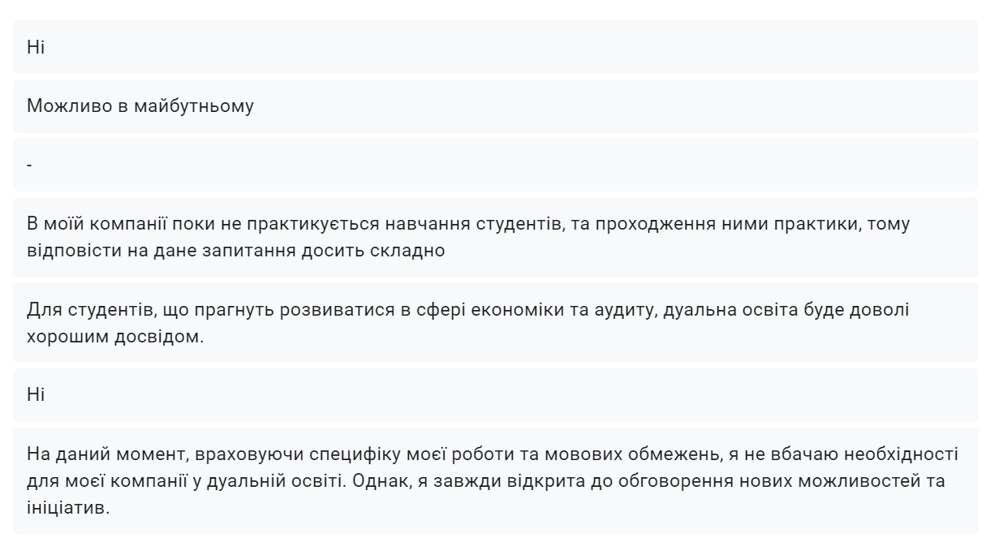 Ні
Можливо в майбутньому
-
В моїй компанії поки не практикується навчання студентів, та проходження ними практики, тому
відповісти на дане запитання досить складно
Для студентів, що прагнуть розвиватися в сфері економіки та аудиту, дуальна освіта буде доволі
хорошим досвідом.
Ні
На даний момент, враховуючи специфіку моєї роботи та мовових обмежень, я не вбачаю необхідності
для моєї компанії у дуальній освіті. Однак, я завжди відкрита до обговорення нових можливостей та
ініціатив.